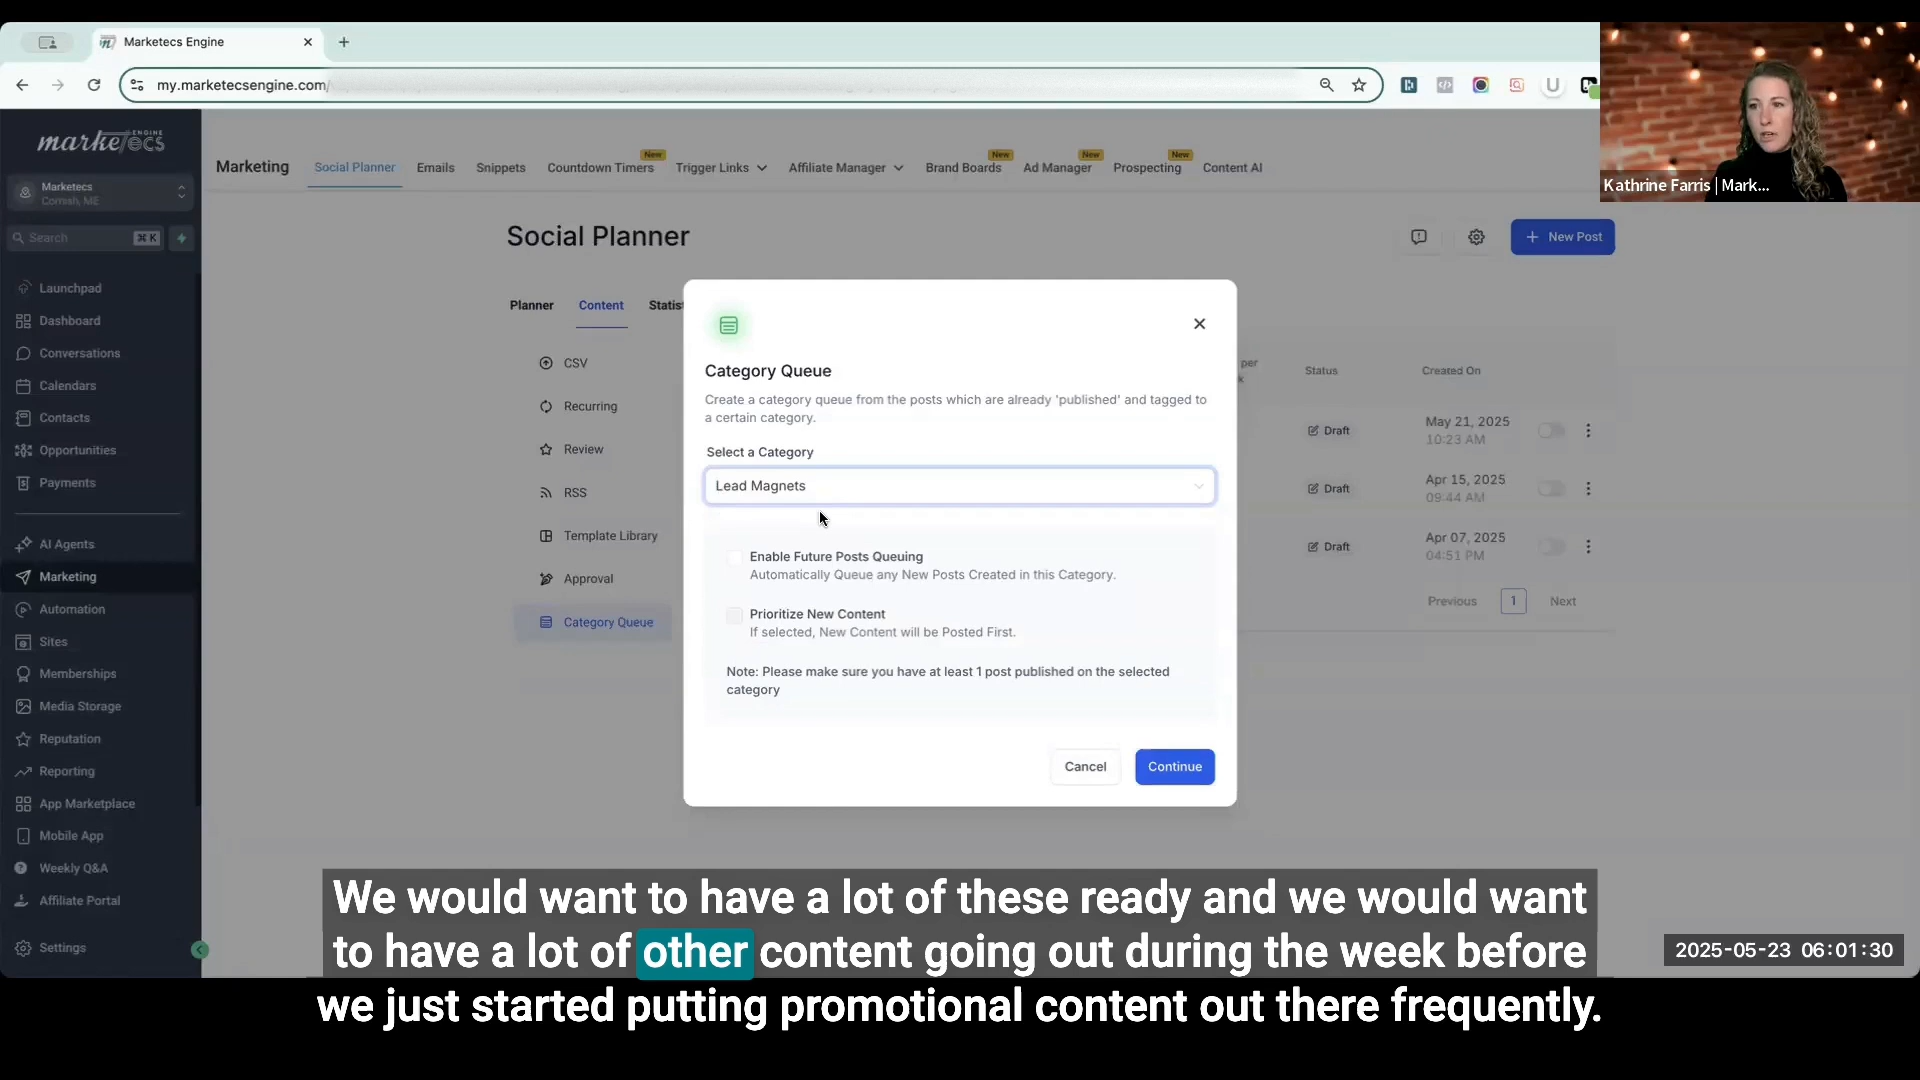 Marketecs Engine
my.marketecsengine.com/
Kathrine Farris | Mark...
marketecs
ENGINE
Marketecs
Cornish, ME
Search
⌘ K
Launchpad
Dashboard
Conversations
Calendars
Contacts
Opportunities
Payments
AI Agents
Marketing
Automation
Sites
Memberships
Media Storage
Reputation
Reporting
App Marketplace
Mobile App
Weekly Q&A
Affiliate Portal
Settings
Marketing
Social Planner
Emails
Snippets
Countdown Timers
New
Trigger Links
Affiliate Manager
Brand Boards
New
Ad Manager
New
Prospecting
New
Content AI
Social Planner
+ New Post
Planner
Content
Statis
CSV
Recurring
Review
RSS
Template Library
Approval
Category Queue
per
k
Status
Created On
Draft
May 21, 2025
10:23 AM
Draft
Apr 15, 2025
09:44 AM
Draft
Apr 07, 2025
04:51 PM
Previous
1
Next
Category Queue
Create a category queue from the posts which are already 'published' and tagged to
a certain category.
Select a Category
Lead Magnets
Enable Future Posts Queuing
Automatically Queue any New Posts Created in this Category.
Prioritize New Content
If selected, New Content will be Posted First.
Note: Please make sure you have at least 1 post published on the selected
category
Cancel
Continue
We would want to have a lot of these ready and we would want
to have a lot of other content going out during the week before
we just started putting promotional content out there frequently.
2025-05-23 06:01:30